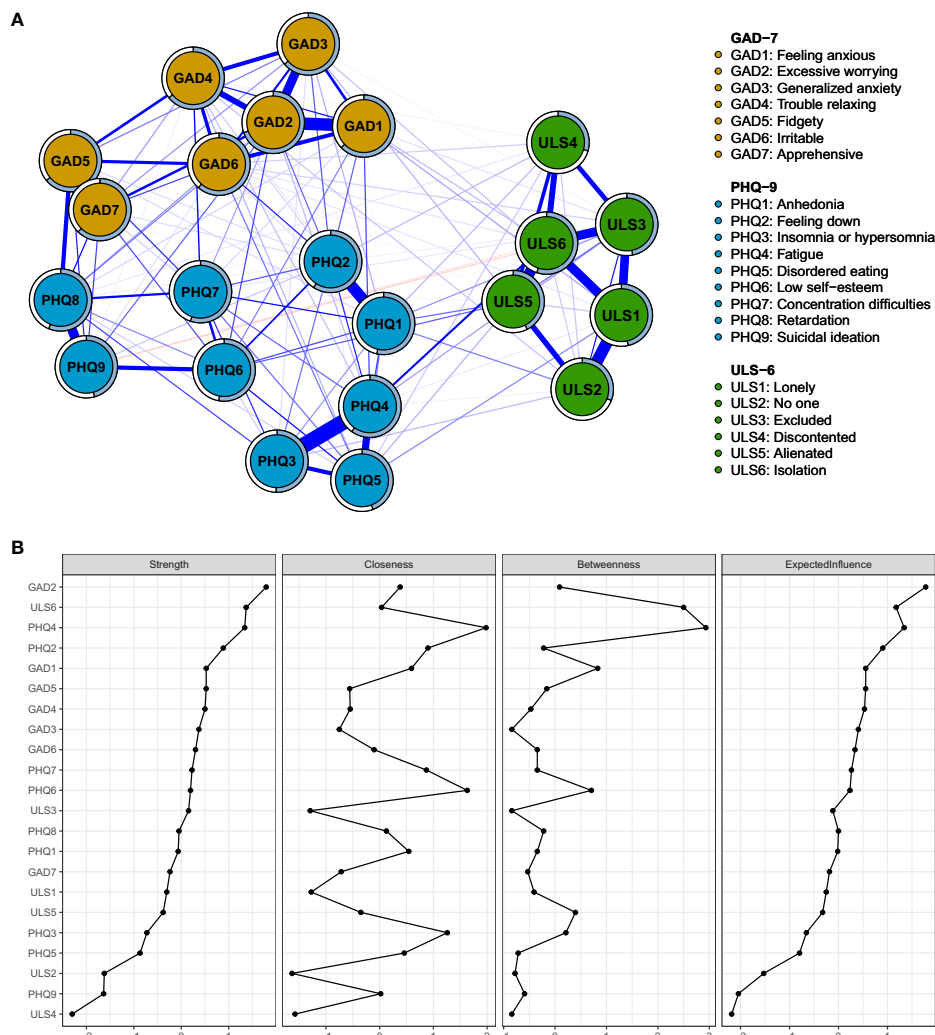 A
GAD3
GAD4
GAD2
GAD1
GAD5
GAD6
GAD7
ULS4
ULS3
ULS6
ULS5
ULS1
ULS2
PHQ2
PHQ7
PHQ8
PHQ1
PHQ9
PHQ6
PHQ4
PHQ3
PHQ5
GAD-7
GAD1: Feeling anxious
GAD2: Excessive worrying
GAD3: Generalized anxiety
GAD4: Trouble relaxing
GAD5: Fidgety
GAD6: Irritable
GAD7: Apprehensive
PHQ-9
PHQ1: Anhedonia
PHQ2: Feeling down
PHQ3: Insomnia or hypersomnia
PHQ4: Fatigue
PHQ5: Disordered eating
PHQ6: Low self-esteem
PHQ7: Concentration difficulties
PHQ8: Retardation
PHQ9: Suicidal ideation
ULS-6
ULS1: Lonely
ULS2: No one
ULS3: Excluded
ULS4: Discontented
ULS5: Alienated
ULS6: Isolation
B
Strength Closeness Betweenness ExpectedInfluence
GAD2
ULS6
PHQ4
PHQ2
GAD1
GAD5
GAD4
GAD3
GAD6
PHQ7
PHQ6
ULS3
PHQ8
PHQ1
GAD7
ULS1
ULS5
PHQ3
PHQ5
ULS2
PHQ9
ULS4